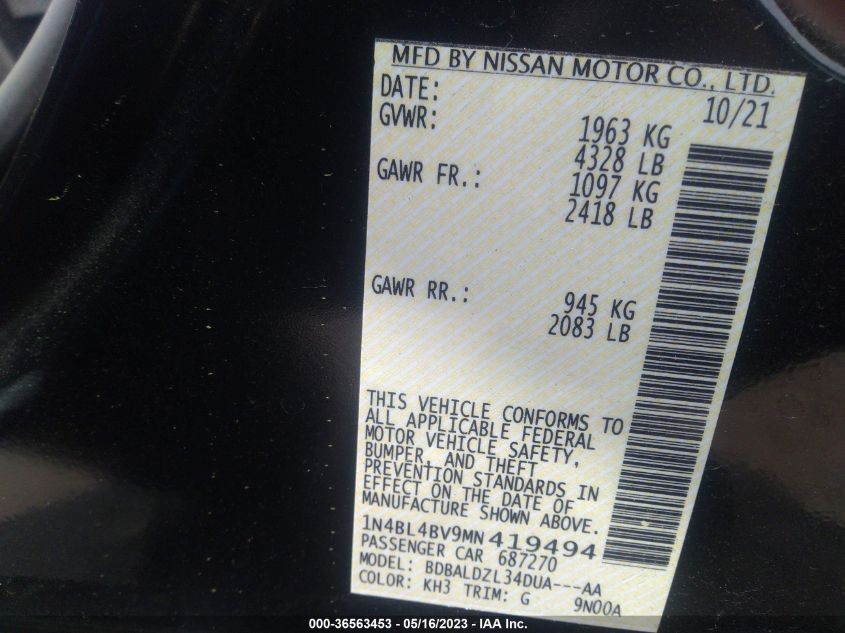 MFD BY NISSAN MOTOR CO., LTD.
DATE: 10/21
GVWR: 1963 KG
4328 LB
GAWR FR.: 1097 KG
2418 LB
GAWR RR.: 945 KG
2083 LB
THIS VEHICLE CONFORMS TO
ALL APPLICABLE FEDERAL
MOTOR VEHICLE SAFETY,
BUMPER, AND THEFT
PREVENTION STANDARDS IN
EFFECT ON THE DATE OF
MANUFACTURE SHOWN ABOVE.
1N4BL4BV9MN419494
PASSENGER CAR 687270
MODEL: BDBALDZL34DUA---AA
COLOR: KH3 TRIM: G 9N00A
000-36563453 - 05/16/2023 - IAA Inc.